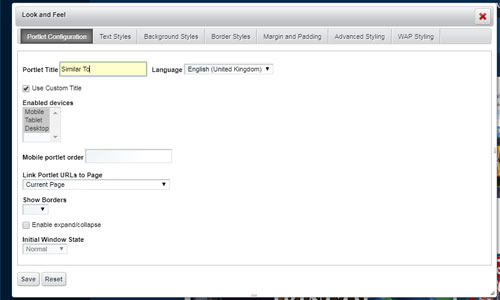 Look and Feel
Portlet Configuration Text Styles Background Styles Border Styles Margin and Padding Advanced Styling WAP Styling
Portlet Title Similar To Language English (United Kingdom)
Use Custom Title
Enabled devices
Mobile
Tablet
Desktop
Mobile portlet order
Link Portlet URLs to Page
Current Page
Show Borders
Enable expand/collapse
Initial Window State
Normal
Save Reset